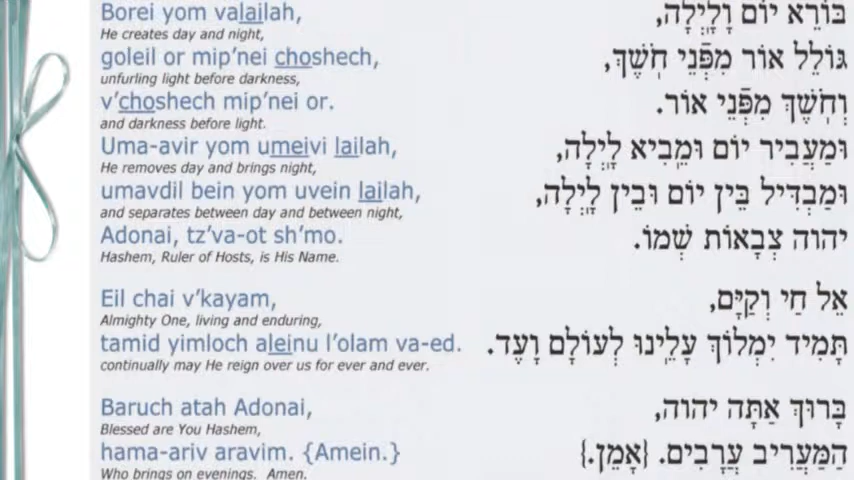 Borei yom valailah,
בּוֹרֵא יוֹם וָלָֽיְלָה,
He creates day and night,
goleil or mip'nei choshech,
גּוֹלֵל אוֹר מִפְּנֵי חֹֽשֶׁךְ,
unfurling light before darkness,
v'choshech mip'nei or.
וְחֹֽשֶׁךְ מִפְּנֵי אוֹר.
and darkness before light.
Uma-avir yom umeivi lailah,
וּמַעֲבִיר יוֹם וּמֵֽבִיא לָֽיְלָה,
He removes day and brings night,
umavdil bein yom uvein lailah,
וּמַבְדִּיל בֵּין יוֹם וּבֵין לָֽיְלָה,
and separates between day and between night,
Adonai, tz'va-ot sh'mo.
יהוה צְבָאוֹת שְׁמוֹ.
Hashem, Ruler of Hosts, is His Name.
Eil chai v'kayam,
אֵל חַי וְקַיָּם,
Almighty One, living and enduring,
tamid yimloch aleinu l'olam va-ed.
תָּמִיד יִמְלוֹךְ עָלֵֽינוּ לְעוֹלָם וָעֶד.
continually may He reign over us for ever and ever.
Baruch atah Adonai,
בָּרוּךְ אַתָּה יהוה,
Blessed are You Hashem,
hama-ariv aravim. {Amein.}
הַמַּעֲרִיב עֲרָבִים. {אָמֵן.}
Who brings on evenings. Amen.